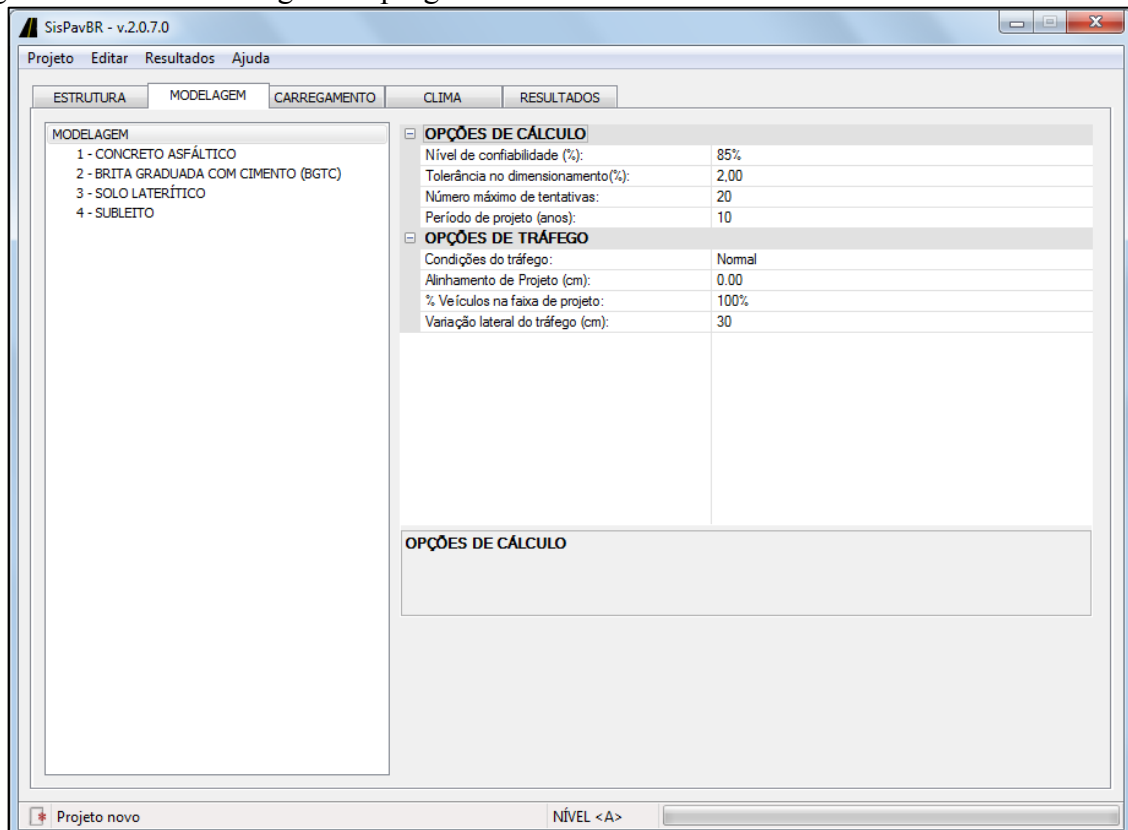 SisPavBR - v.2.0.7.0
Projeto Editar Resultados Ajuda
ESTRUTURA MODELAGEM CARREGAMENTO CLIMA RESULTADOS
MODELAGEM
1 - CONCRETO ASFÁLTICO
2 - BRITA GRADUADA COM CIMENTO (BGTC)
3 - SOLO LATERÍTICO
4 - SUBLEITO
OPÇÕES DE CÁLCULO
Nível de confiabilidade (%): 85%
Tolerância no dimensionamento(%): 2,00
Número máximo de tentativas: 20
Período de projeto (anos): 10
OPÇÕES DE TRÁFEGO
Condições do tráfego: Normal
Alinhamento de Projeto (cm): 0.00
% Veículos na faixa de projeto: 100%
Variação lateral do tráfego (cm): 30
OPÇÕES DE CÁLCULO
Projeto novo NÍVEL <A>